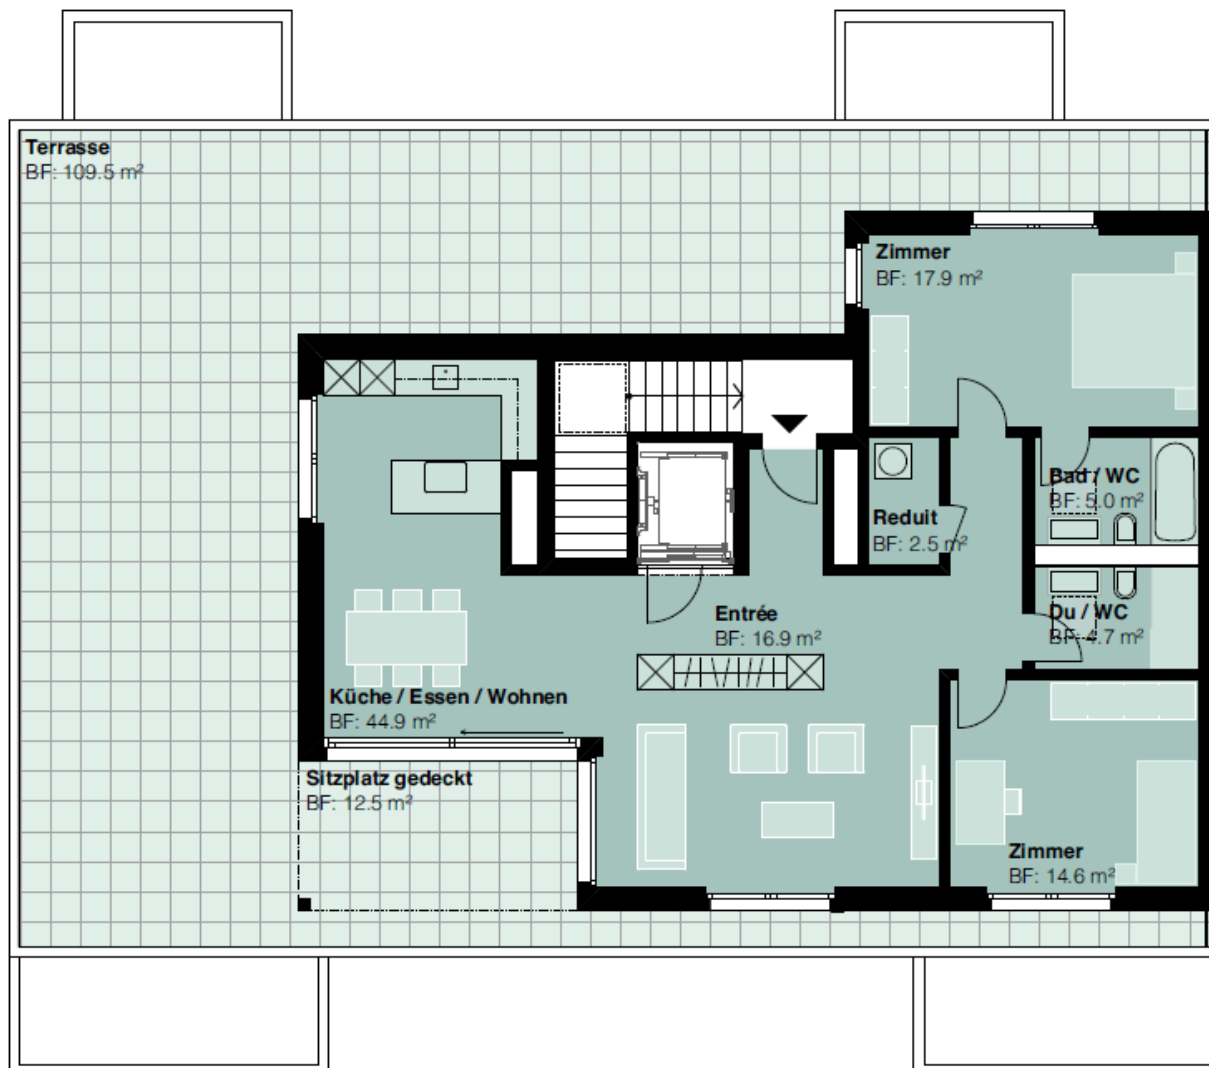 Terrasse
BF: 109.5 m²
Zimmer
BF: 17.9 m²
Bad / WC
BF: 5.0 m²
Reduit
BF: 2.5 m²
Du / WC
BF: 4.7 m²
Entrée
BF: 16.9 m²
Küche / Essen / Wohnen
BF: 44.9 m²
Sitzplatz gedeckt
BF: 12.5 m²
Zimmer
BF: 14.6 m²